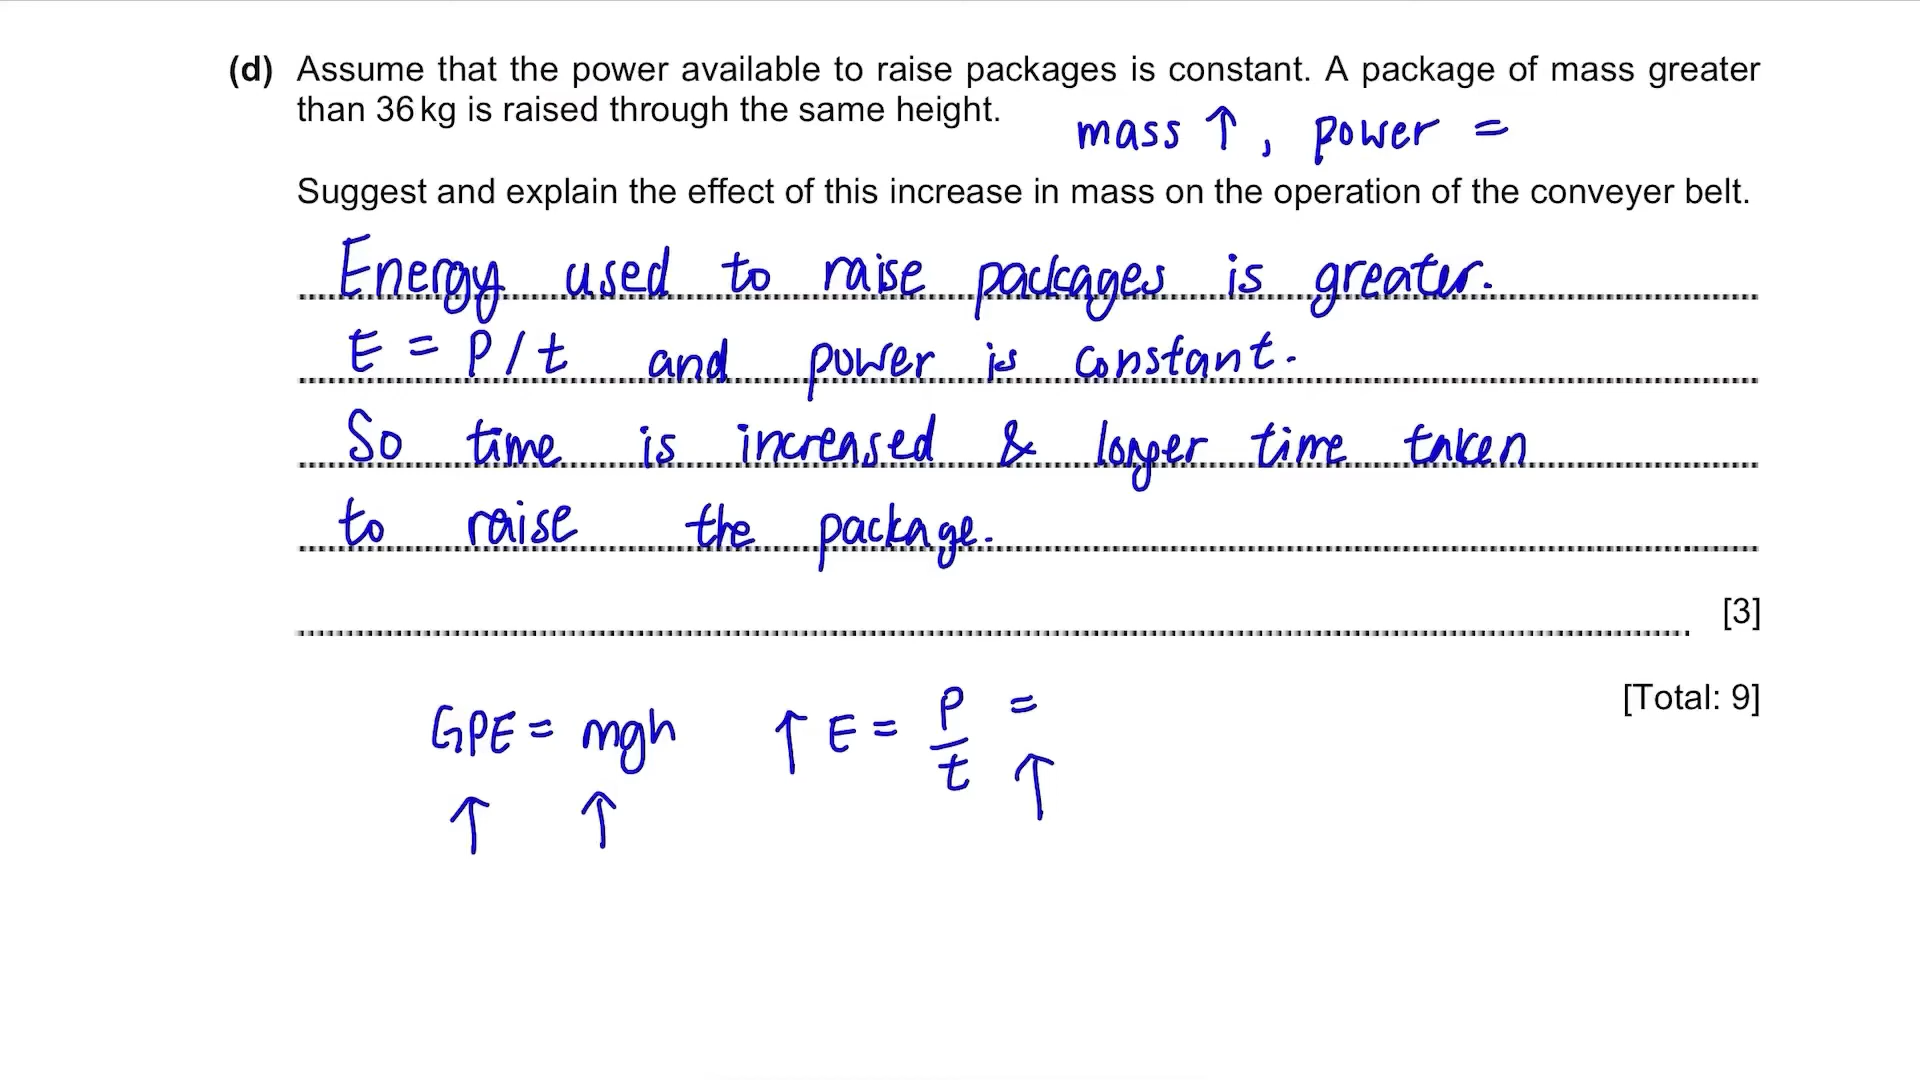 (d) Assume that the power available to raise packages is constant. A package of mass greater
than 36 kg is raised through the same height.
mass ↑ , power =
Suggest and explain the effect of this increase in mass on the operation of the conveyer belt.
Energy used to raise packages is greater.
E = P/t and power is constant.
So time is increased & longer time taken
to raise the package.
[3]
[Total: 9]
GPE = mgh ↑ E = P/t = ↑
↑ ↑